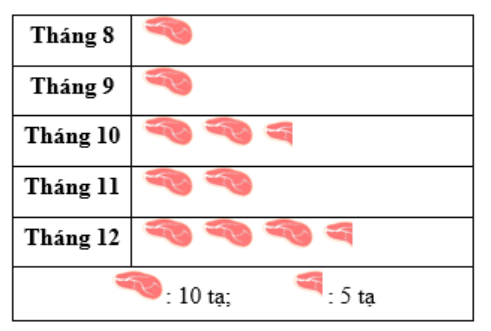 Tháng 8
Tháng 9
Tháng 10
Tháng 11
Tháng 12
: 10 tạ; : 5 tạ